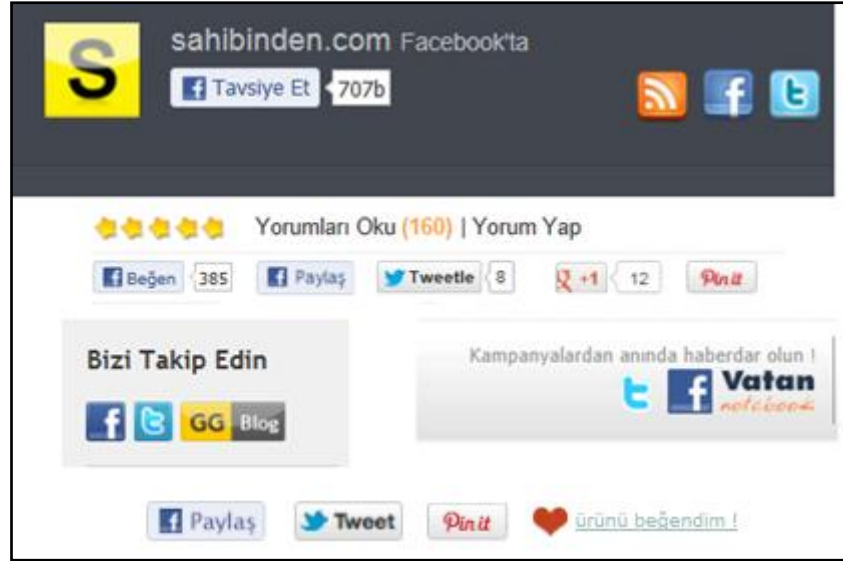 S
sahibinden.com Facebook'ta
Tavsiye Et 707b
Yorumları Oku (160) | Yorum Yap
Beğen 385 Paylaş Tweetle 8 +1 12 Pin it
Bizi Takip Edin
GG Blog
Kampanyalardan anında haberdar olun !
Vatan
notebook
Paylaş Tweet Pin it ürünü beğendim !